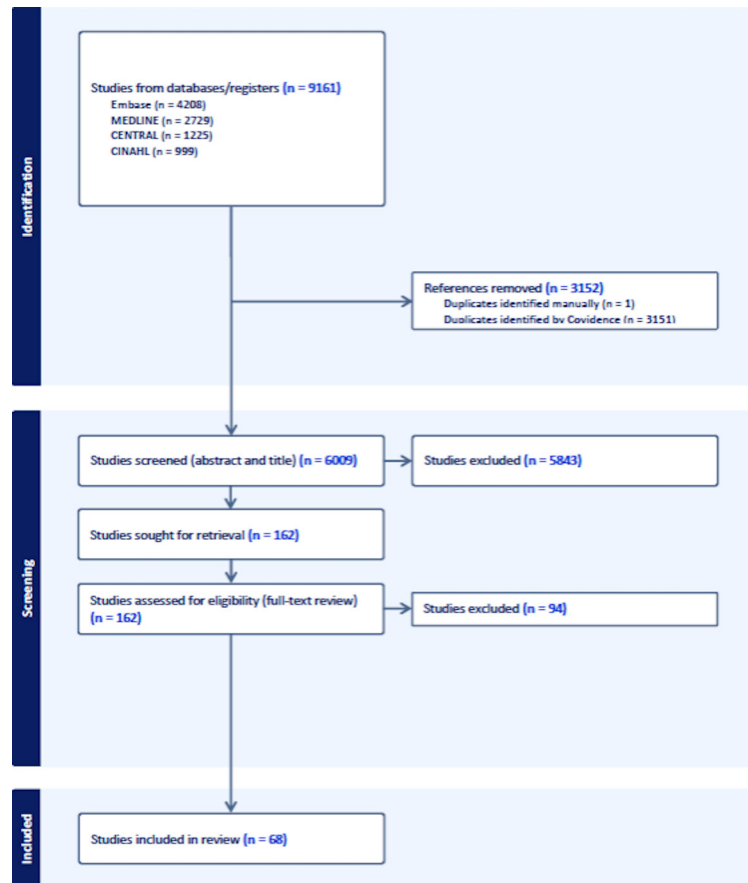 Identification
Studies from databases/registers (n = 9161)
Embase (n = 4208)
MEDLINE (n = 2729)
CENTRAL (n = 1225)
CINAHL (n = 999)
References removed (n = 3152)
Duplicates identified manually (n = 1)
Duplicates identified by Covidence (n = 3151)
Screening
Studies screened (abstract and title) (n = 6009)
Studies excluded (n = 5843)
Studies sought for retrieval (n = 162)
Studies assessed for eligibility (full-text review)
(n = 162)
Studies excluded (n = 94)
Included
Studies included in review (n = 68)